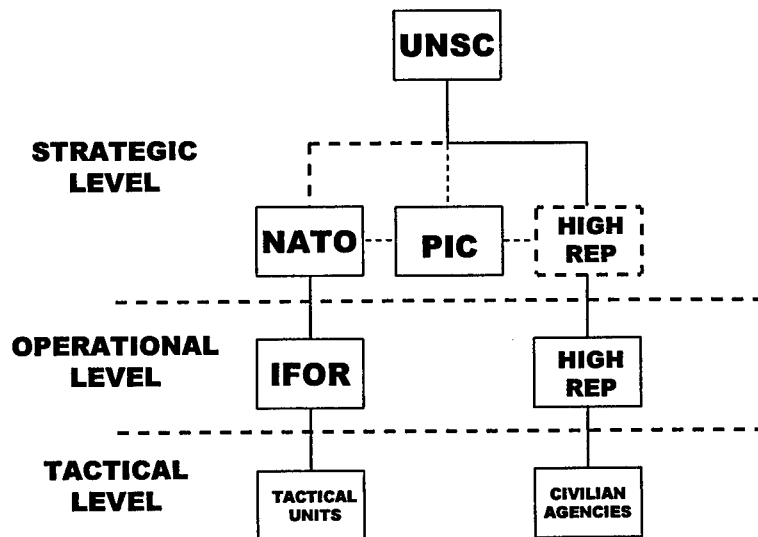 UNSC
STRATEGIC
LEVEL
NATO
PIC
HIGH
REP
OPERATIONAL
LEVEL
IFOR
HIGH
REP
TACTICAL
LEVEL
TACTICAL
UNITS
CIVILIAN
AGENCIES